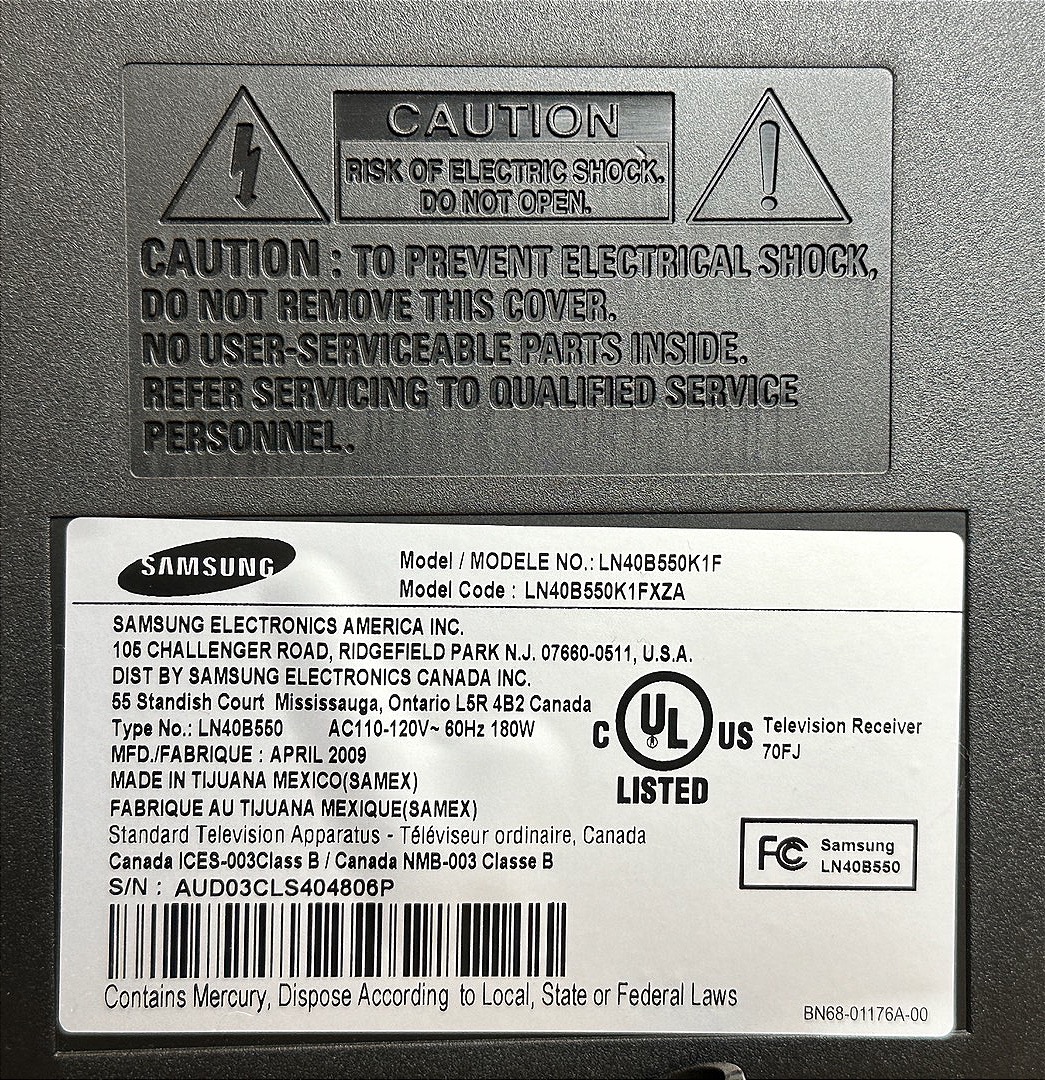 CAUTION
RISK OF ELECTRIC SHOCK.
DO NOT OPEN.
CAUTION : TO PREVENT ELECTRICAL SHOCK,
DO NOT REMOVE THIS COVER.
NO USER-SERVICEABLE PARTS INSIDE.
REFER SERVICING TO QUALIFIED SERVICE
PERSONNEL.
SAMSUNG
Model / MODELE NO.: LN40B550K1F
Model Code : LN40B550K1FXZA
SAMSUNG ELECTRONICS AMERICA INC.
105 CHALLENGER ROAD, RIDGEFIELD PARK N.J. 07660-0511, U.S.A.
DIST BY SAMSUNG ELECTRONICS CANADA INC.
55 Standish Court Mississauga, Ontario L5R 4B2 Canada
Type No.: LN40B550 AC110-120V~ 60Hz 180W
MFD./FABRIQUE : APRIL 2009
MADE IN TIJUANA MEXICO(SAMEX)
FABRIQUE AU TIJUANA MEXIQUE(SAMEX)
Standard Television Apparatus - Téléviseur ordinaire, Canada
Canada ICES-003Class B / Canada NMB-003 Classe B
S/N : AUD03CLS404806P
C UL® US
LISTED
Television Receiver
70FJ
FC Samsung
LN40B550
Contains Mercury, Dispose According to Local, State or Federal Laws
BN68-01176A-00